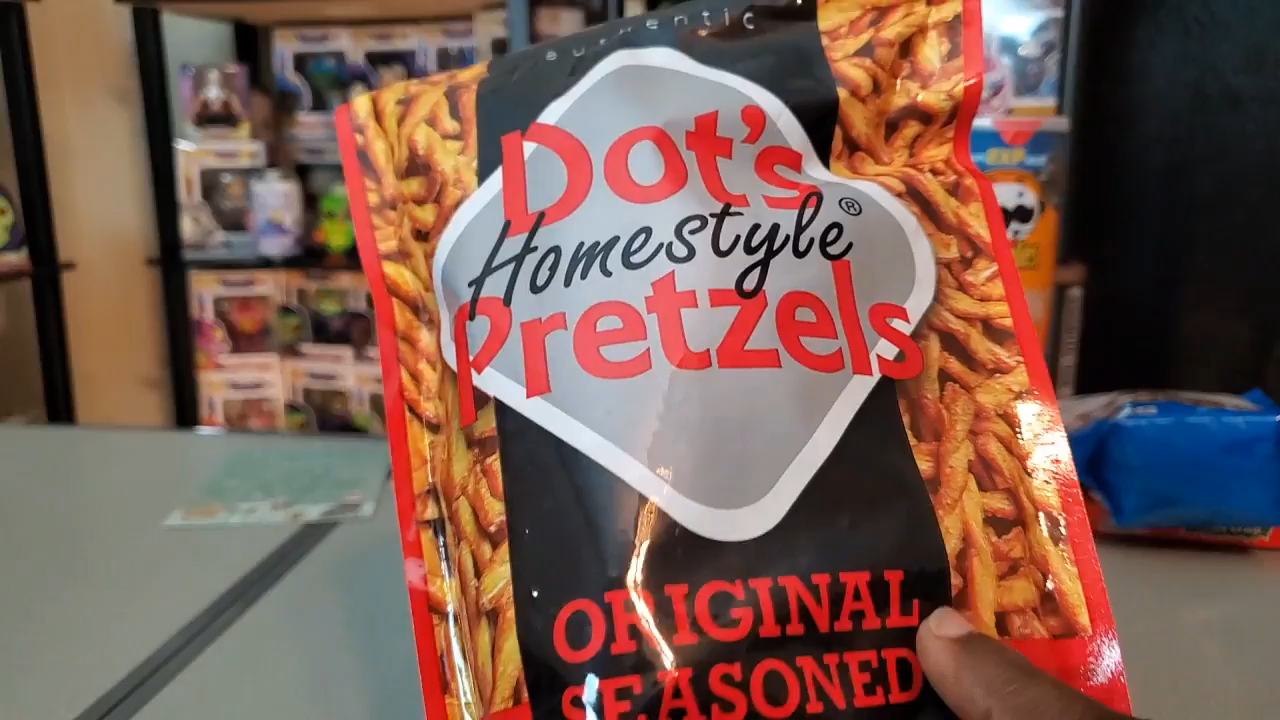 authentic
Dot's
Homestyle®
Pretzels
ORIGINAL
SEASONED